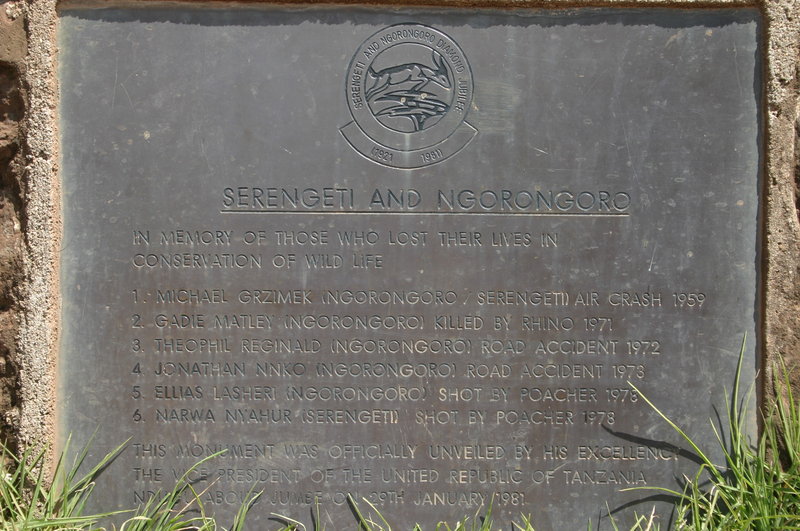 SERENGETI AND NGORONGORO DIAMOND JUBILEE
(1921 1981)
SERENGETI AND NGORONGORO
IN MEMORY OF THOSE WHO LOST THEIR LIVES IN
CONSERVATION OF WILD LIFE
1. MICHAEL GRZIMEK (NGORONGORO / SERENGETI) AIR CRASH 1959
2. GADIE MATLEY (NGORONGORO) KILLED BY RHINO 1971
3. THEOPHIL REGINALD (NGORONGORO) ROAD ACCIDENT 1972
4. JONATHAN NNKO (NGORONGORO) ROAD ACCIDENT 1973
5. ELLIAS LASHERI (NGORONGORO) SHOT BY POACHER 1978
6. NARWA NYAHUR (SERENGETI) SHOT BY POACHER 1978
THIS MONUMENT WAS OFFICIALLY UNVEILED BY HIS EXCELLENCY
THE VICE PRESIDENT OF THE UNITED REPUBLIC OF TANZANIA
ABOUD JUMBE ON 29TH JANUARY 1981.